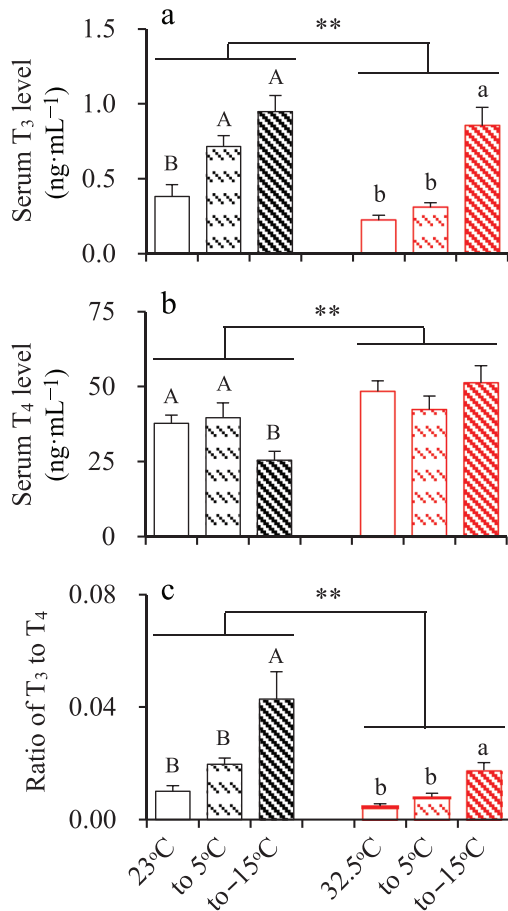 a
1.5
1.0
0.5
0.0
Serum T₃ level
(ng·mL⁻¹)
**
B
A
A
b
b
a
b
75
50
25
0
Serum T₄ level
(ng·mL⁻¹)
**
A
A
B
c
0.08
0.04
0.00
Ratio of T₃ to T₄
**
B
B
A
b
b
a
23°C
to 5°C
to −15°C
32.5°C
to 5°C
to −15°C